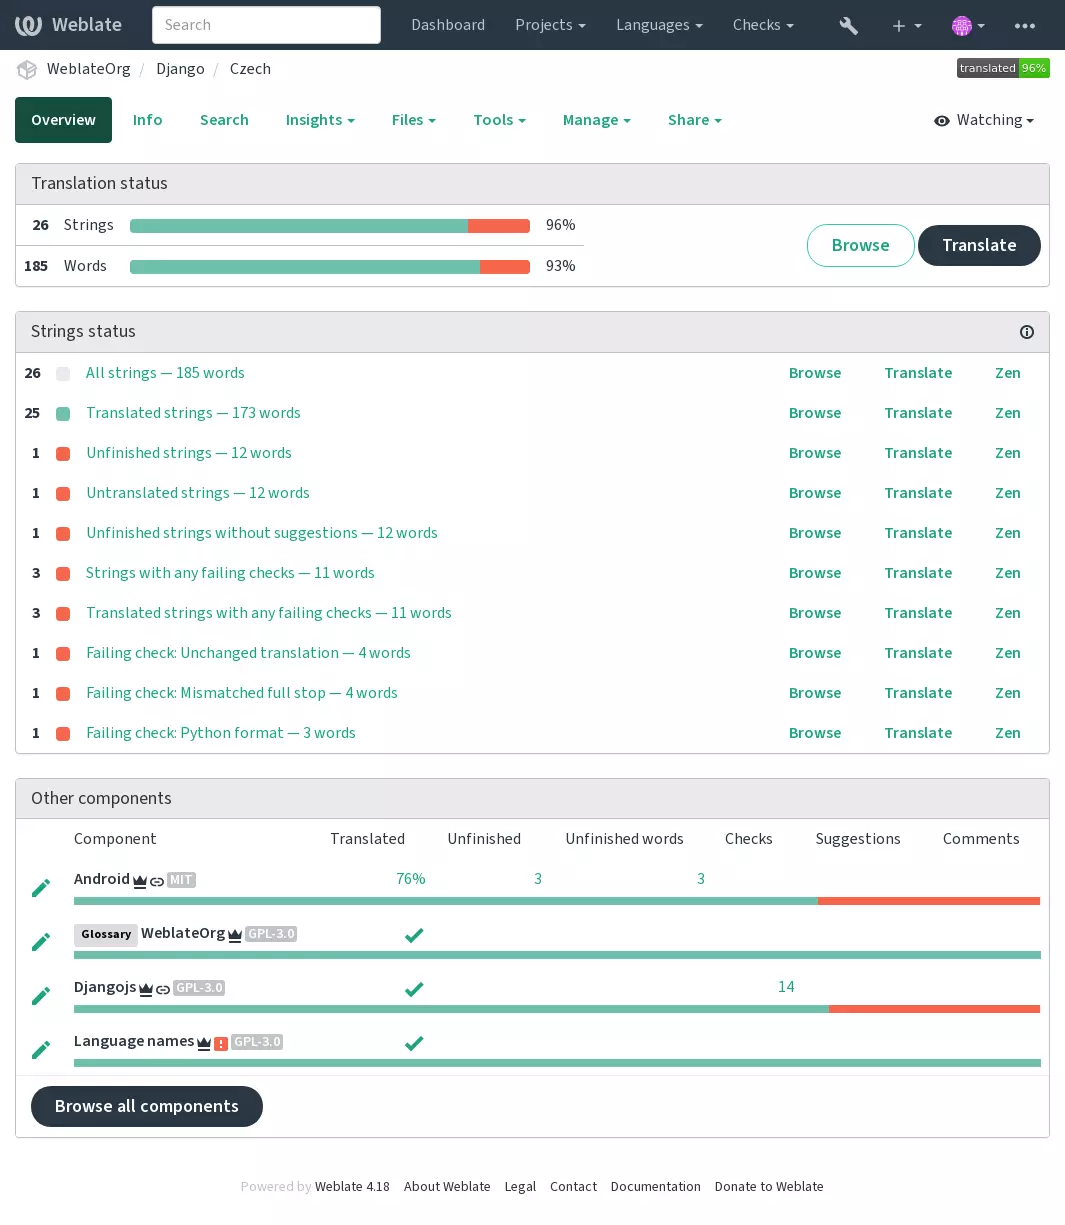 Weblate Search Dashboard Projects Languages Checks
WeblateOrg / Django / Czech translated 96%
Overview Info Search Insights Files Tools Manage Share Watching
Translation status
26 Strings 96%
Browse Translate
185 Words 93%
Strings status
26 All strings — 185 words Browse Translate Zen
25 Translated strings — 173 words Browse Translate Zen
1 Unfinished strings — 12 words Browse Translate Zen
1 Untranslated strings — 12 words Browse Translate Zen
1 Unfinished strings without suggestions — 12 words Browse Translate Zen
3 Strings with any failing checks — 11 words Browse Translate Zen
3 Translated strings with any failing checks — 11 words Browse Translate Zen
1 Failing check: Unchanged translation — 4 words Browse Translate Zen
1 Failing check: Mismatched full stop — 4 words Browse Translate Zen
1 Failing check: Python format — 3 words Browse Translate Zen
Other components
Component Translated Unfinished Unfinished words Checks Suggestions Comments
Android MIT 76% 3 3
Glossary WeblateOrg GPL-3.0
Djangojs GPL-3.0 14
Language names GPL-3.0
Browse all components
Powered by Weblate 4.18 About Weblate Legal Contact Documentation Donate to Weblate